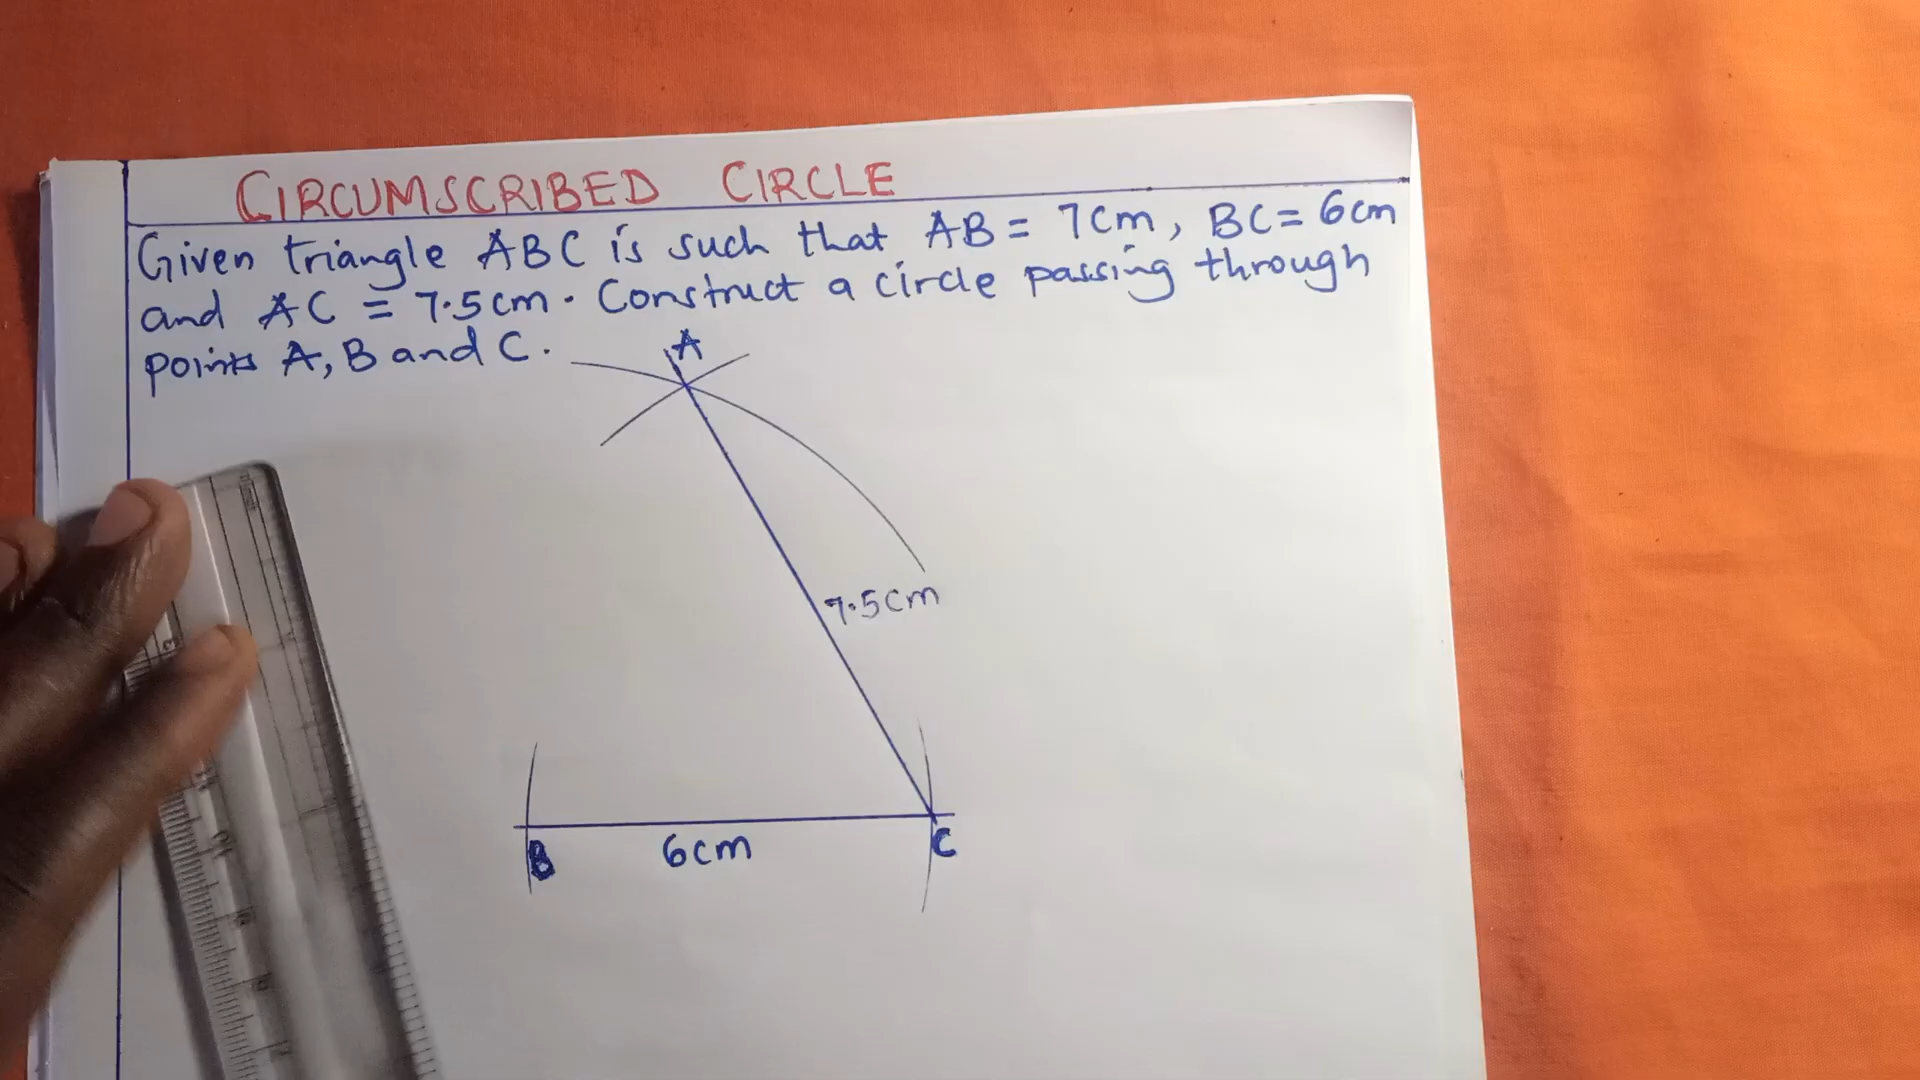 CIRCUMSCRIBED CIRCLE
Given triangle ABC is such that AB = 7cm, BC = 6cm
and AC = 7.5cm. Construct a circle passing through
points A, B and C.
A
7.5cm
B 6cm C